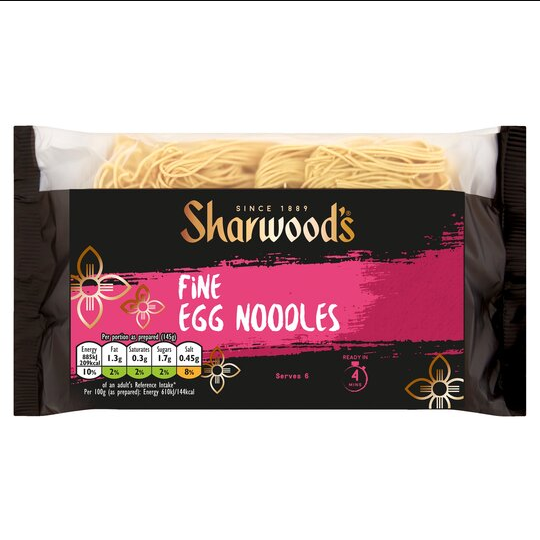 SINCE 1889
Sharwood's®
FiNE
EGG NOODLES
Per portion as prepared (145g)
Energy Fat Saturates Sugars Salt
885kJ 209kcal 1.3g 0.3g 1.7g 0.45g
10% 2% 2% 2% 8%
of an adult's Reference Intake*
Per 100g (as prepared): Energy 610kJ/144kcal
Serves 6
READY IN
4
MINS